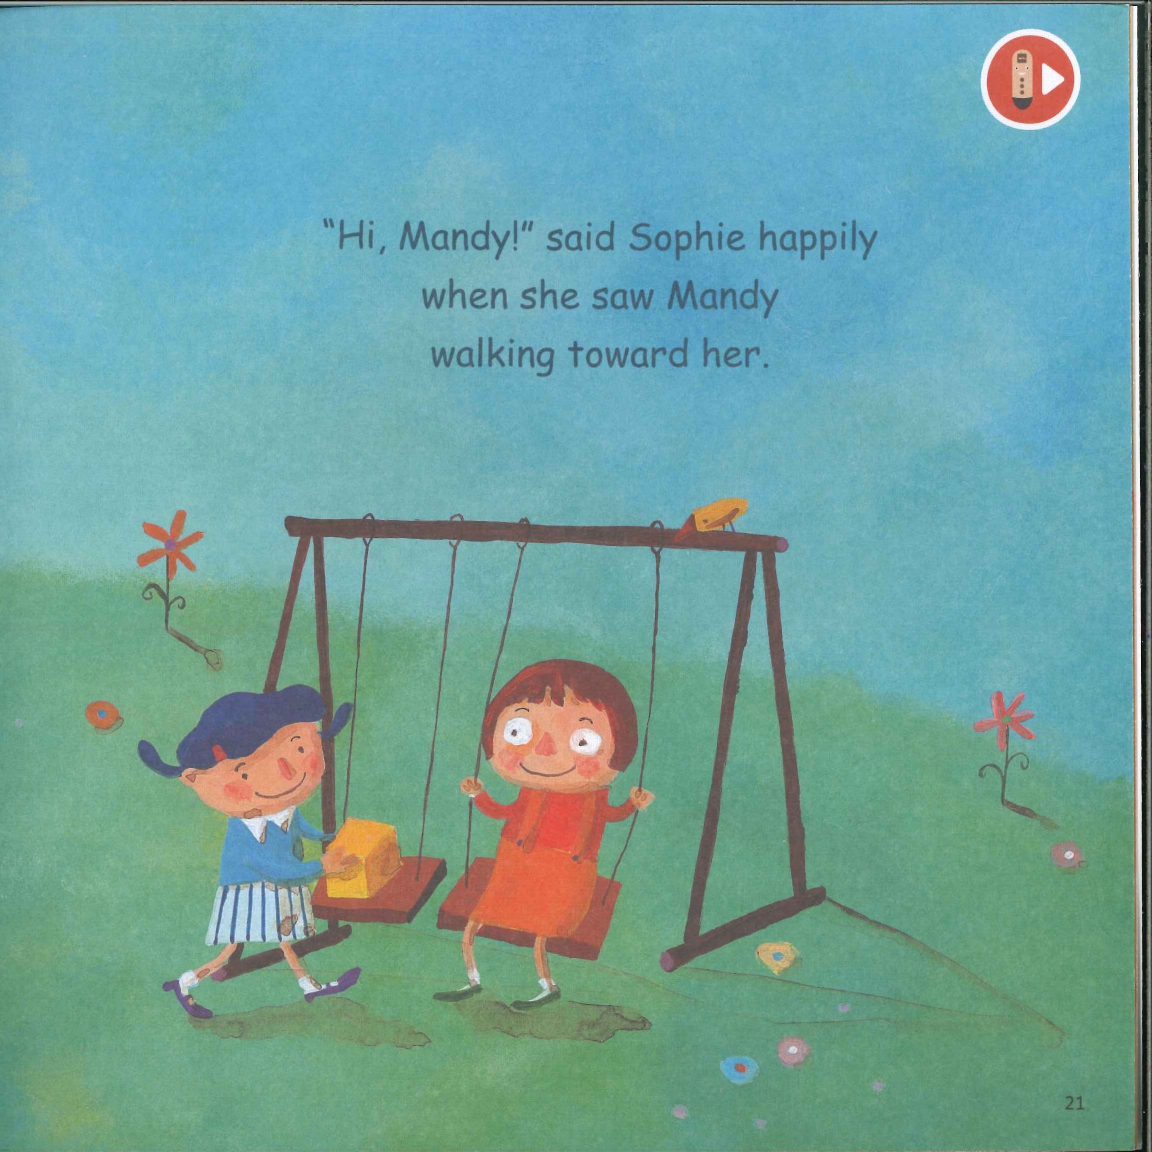 “Hi, Mandy!” said Sophie happily
when she saw Mandy
walking toward her.
21